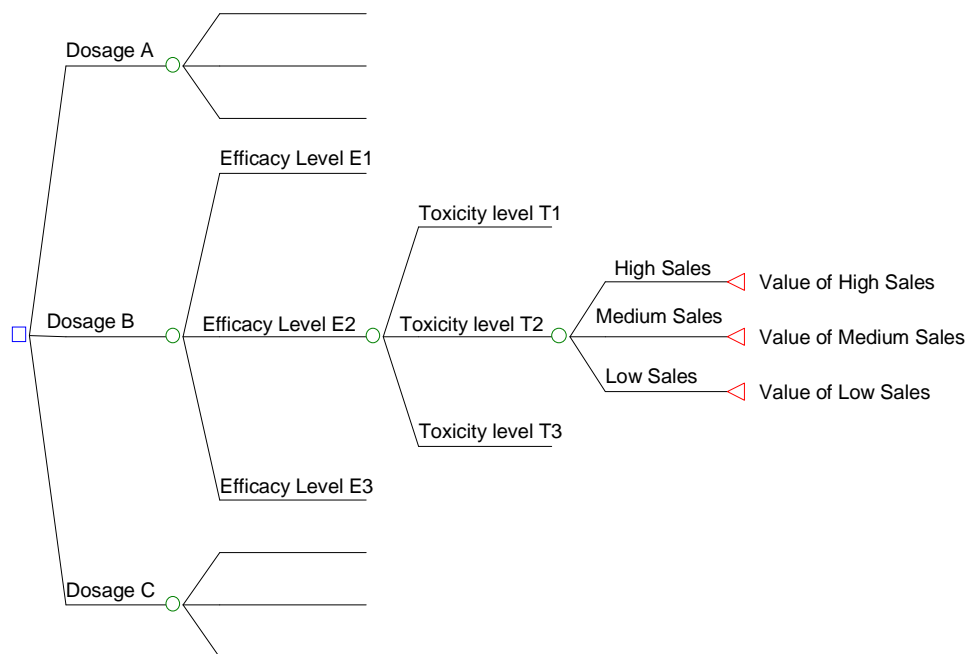 Dosage A
Efficacy Level E1
Toxicity level T1
High Sales
Value of High Sales
Dosage B
Efficacy Level E2
Toxicity level T2
Medium Sales
Value of Medium Sales
Low Sales
Value of Low Sales
Toxicity level T3
Efficacy Level E3
Dosage C